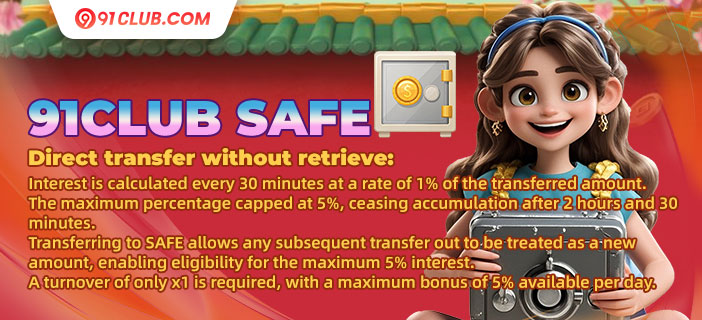 91CLUB.COM
91CLUB SAFE
Direct transfer without retrieve:
Interest is calculated every 30 minutes at a rate of 1% of the transferred amount.
The maximum percentage capped at 5%, ceasing accumulation after 2 hours and 30
minutes.
Transferring to SAFE allows any subsequent transfer out to be treated as a new
amount, enabling eligibility for the maximum 5% interest.
A turnover of only x1 is required, with a maximum bonus of 5% available per day.